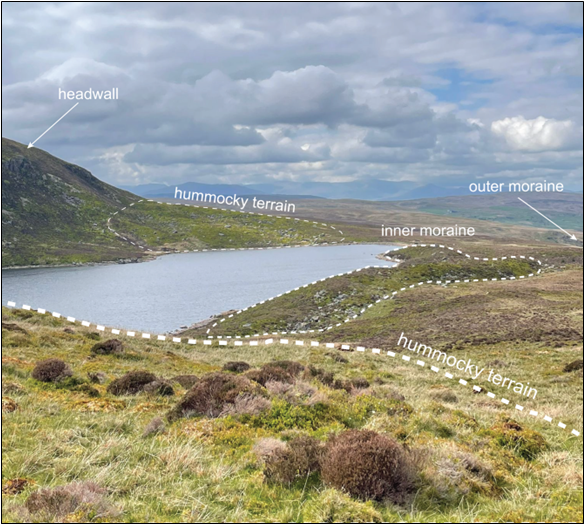 headwall
outer moraine
hummocky terrain
inner moraine
hummocky terrain